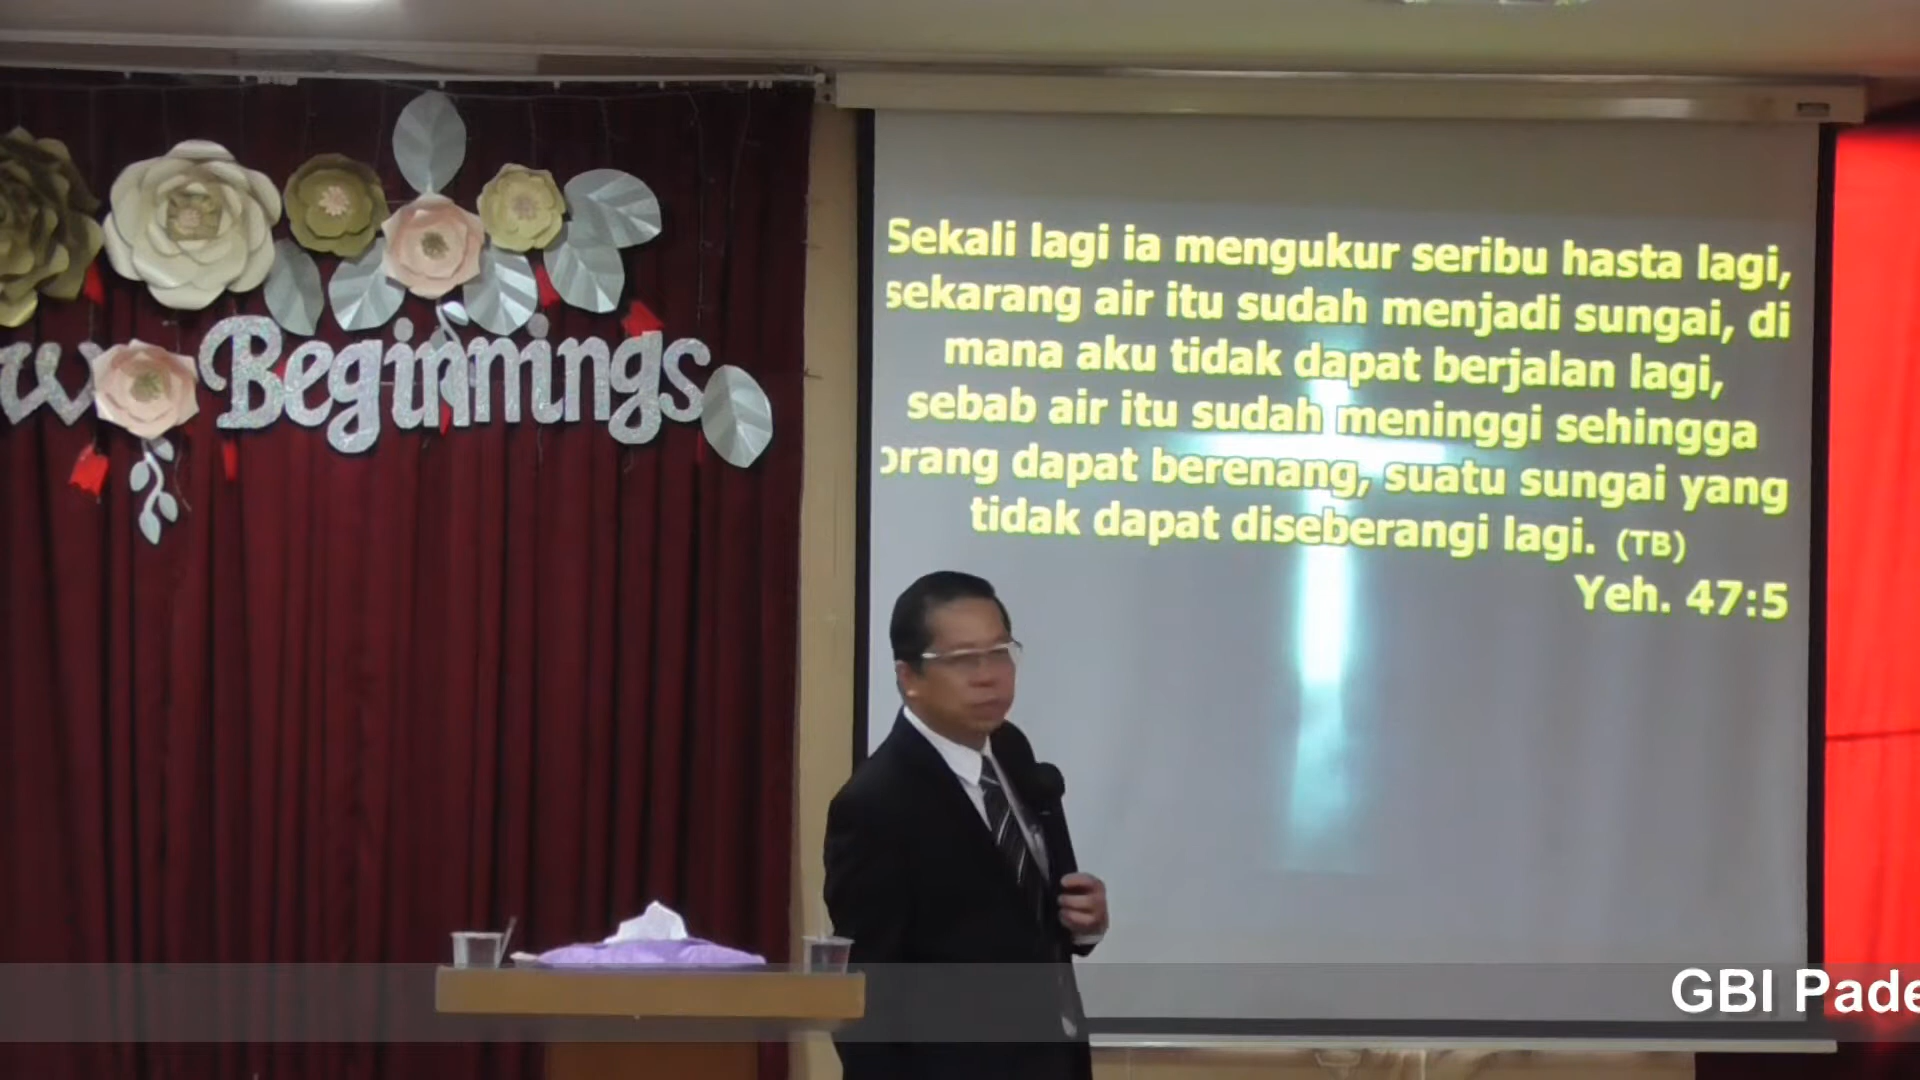 Beginnings
Sekali lagi ia mengukur seribu hasta lagi,
sekarang air itu sudah menjadi sungai, di
mana aku tidak dapat berjalan lagi,
sebab air itu sudah meninggi sehingga
orang dapat berenang, suatu sungai yang
tidak dapat diseberangi lagi. (TB)
Yeh. 47:5
GBI